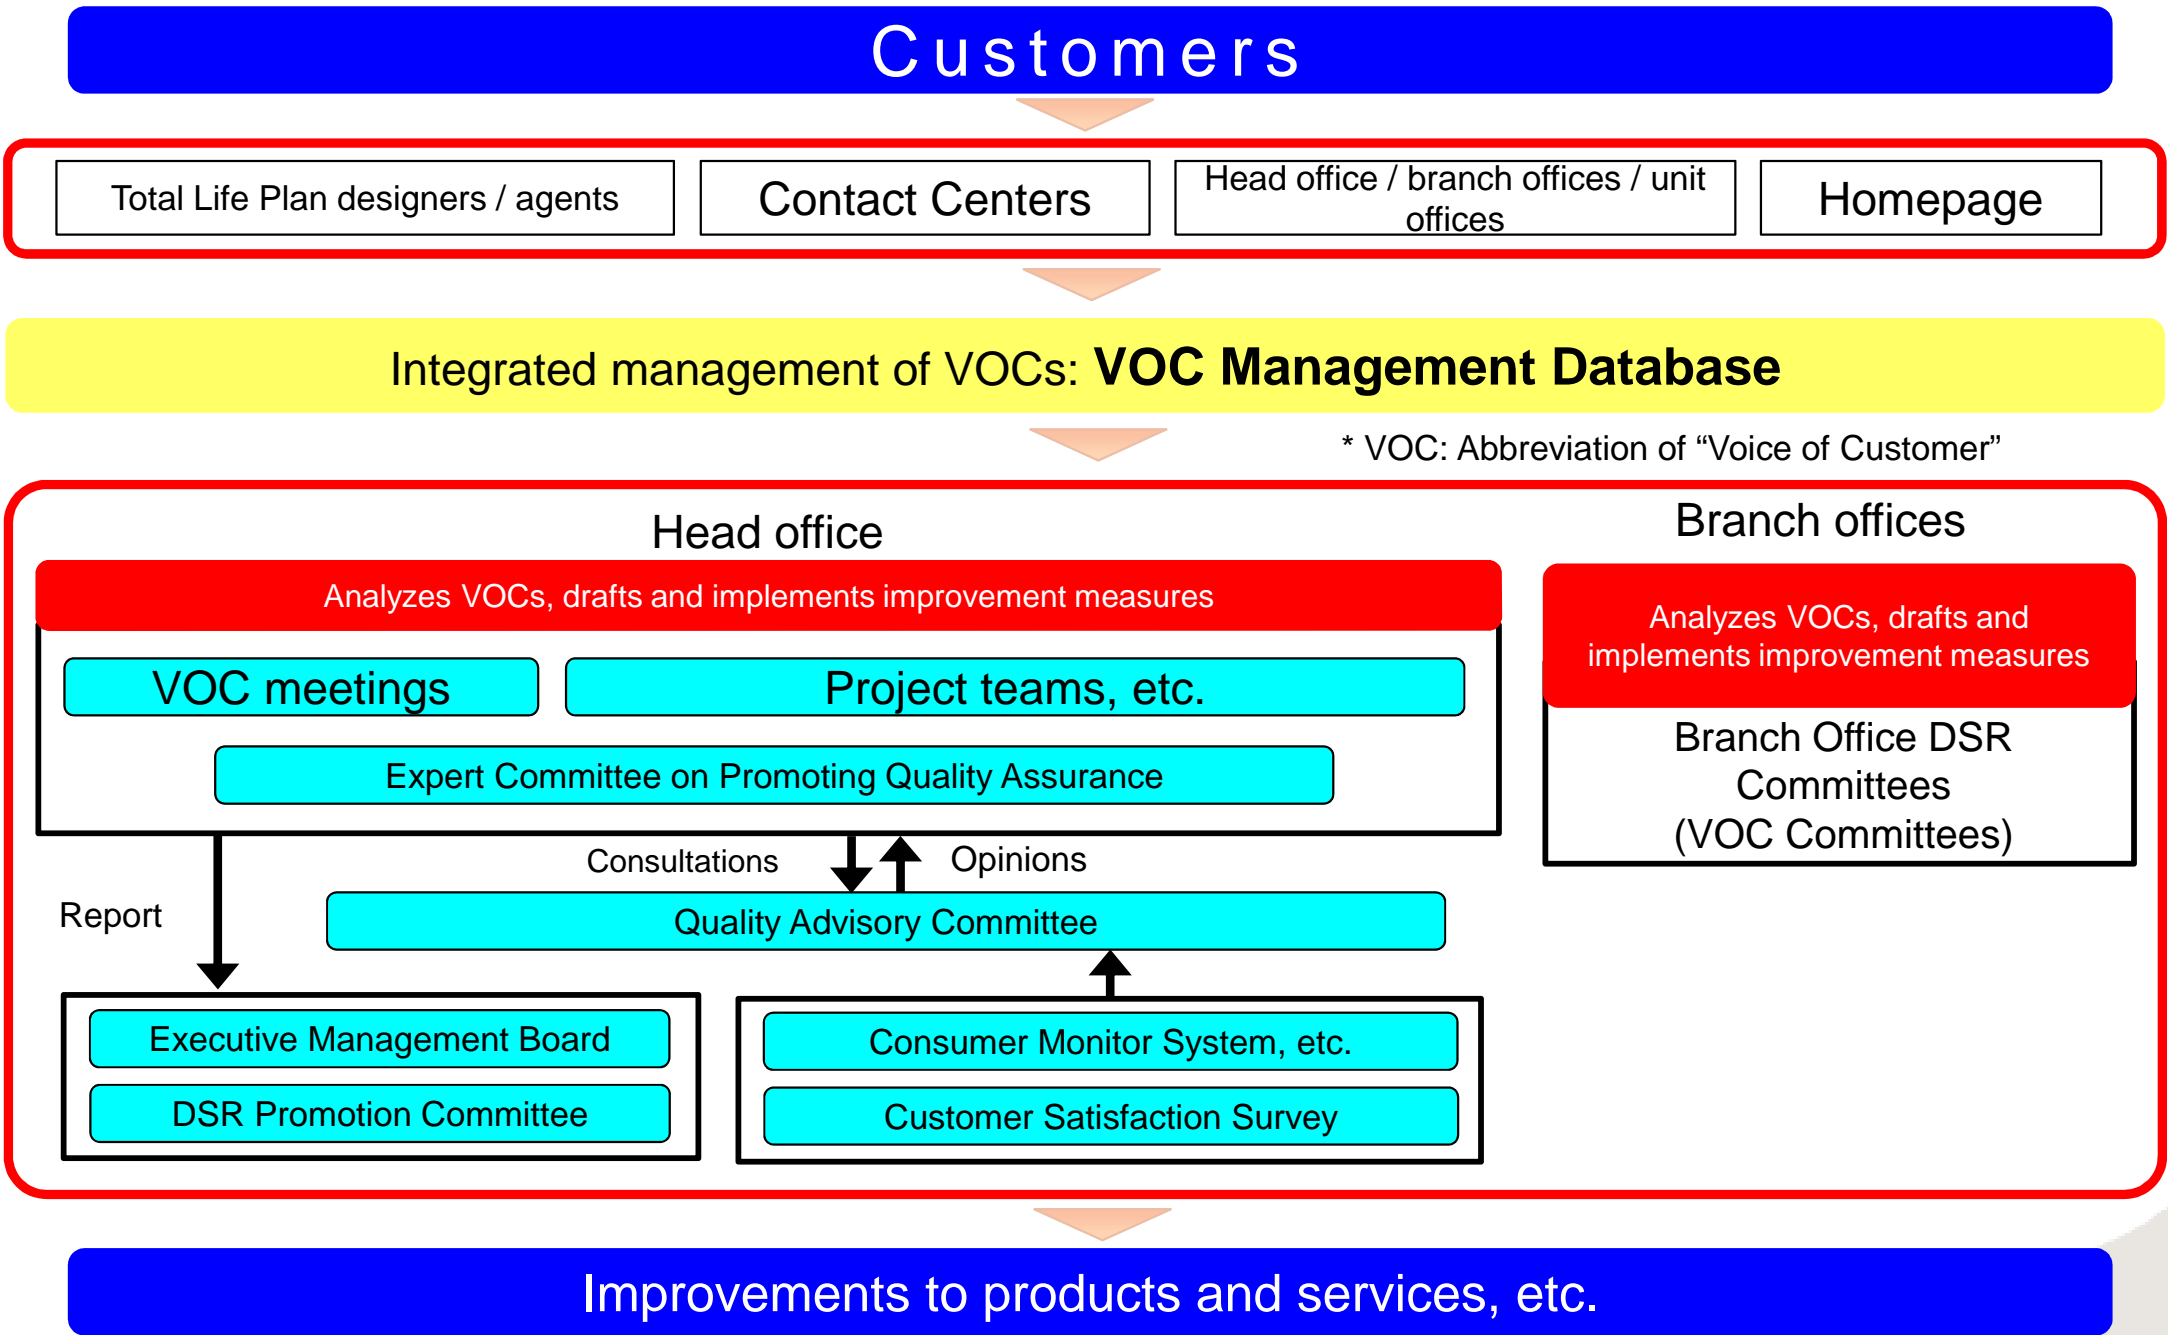 Customers
Total Life Plan designers / agents
Contact Centers
Head office / branch offices / unit
offices
Homepage
Integrated management of VOCs: VOC Management Database
* VOC: Abbreviation of “Voice of Customer”
Head office
Analyzes VOCs, drafts and implements improvement measures
VOC meetings
Project teams, etc.
Expert Committee on Promoting Quality Assurance
Consultations
Opinions
Report
Quality Advisory Committee
Executive Management Board
DSR Promotion Committee
Consumer Monitor System, etc.
Customer Satisfaction Survey
Branch offices
Analyzes VOCs, drafts and
implements improvement measures
Branch Office DSR
Committees
(VOC Committees)
Improvements to products and services, etc.